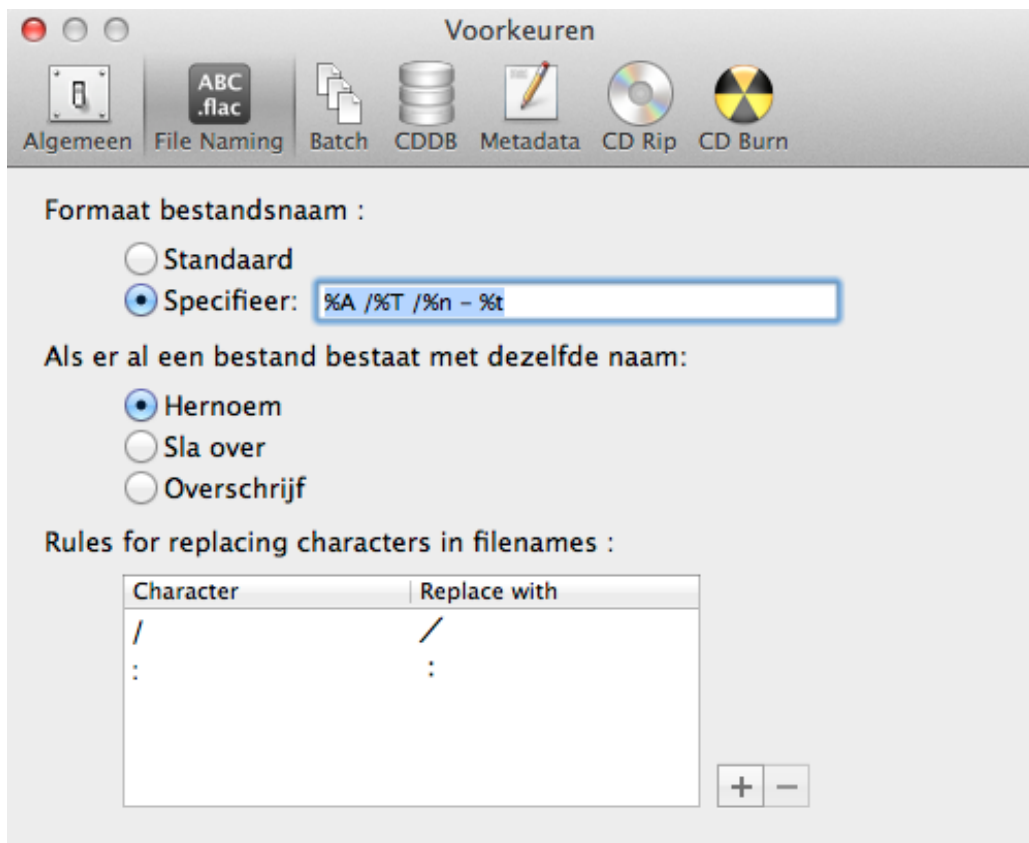 Voorkeuren
ABC
.flac
Algemeen File Naming Batch CDDB Metadata CD Rip CD Burn
Formaat bestandsnaam :
Standaard
Specifieer: %A /%T /%n – %t
Als er al een bestand bestaat met dezelfde naam:
Hernoem
Sla over
Overschrijf
Rules for replacing characters in filenames :
Character Replace with
/ ／
: ：